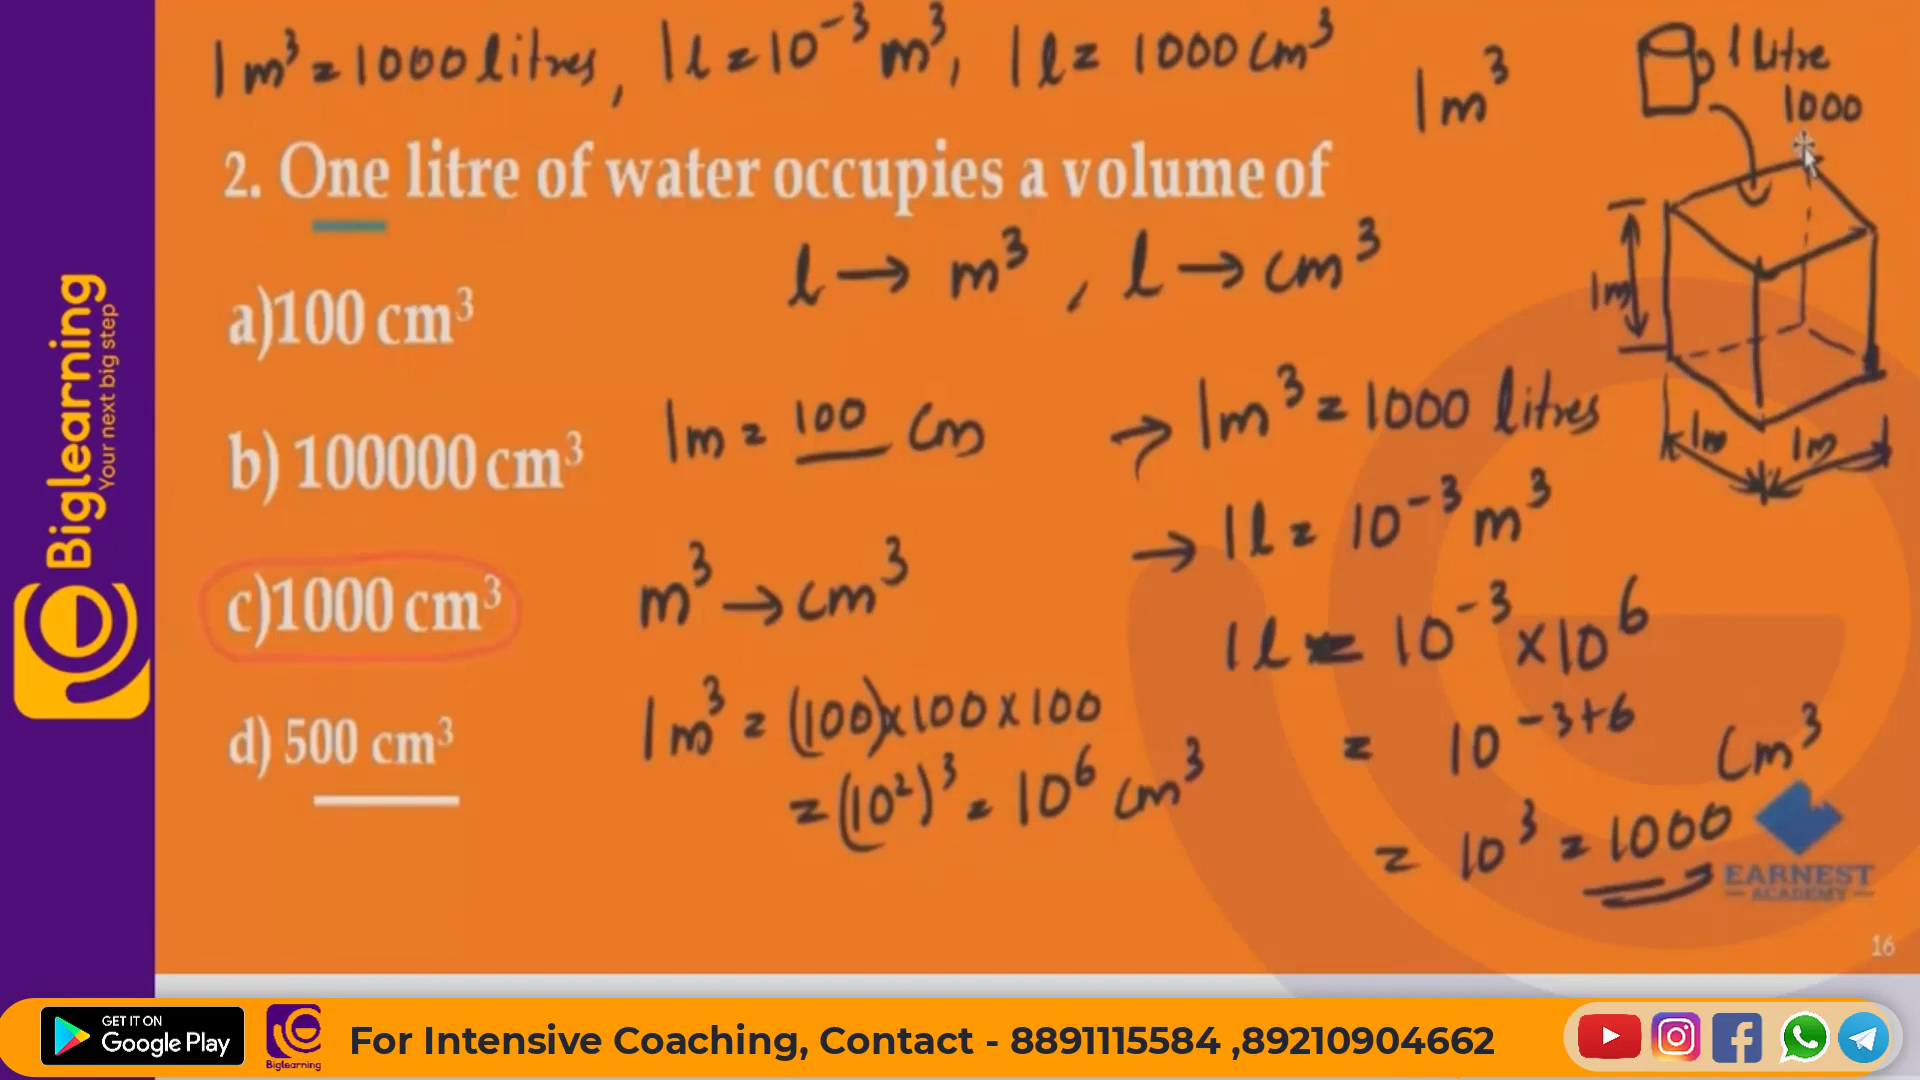 1m³ = 1000 litres, 1l = 10⁻³ m³, 1l = 1000 cm³
1m³
1 litre
1000
2. One litre of water occupies a volume of
l → m³, l → cm³
a)100 cm³
1m
1m = 100 cm
→ 1m³ = 1000 litres
1m 1m
b) 100000 cm³
→ 1l = 10⁻³ m³
m³ → cm³
c)1000 cm³
1l = 10⁻³ × 10⁶
1m³ = (100)×100×100
= 10⁻³⁺⁶ cm³
d) 500 cm³
= (10²)³ = 10⁶ cm³
= 10³ = 1000
EARNEST
ACADEMY
16
Biglearning
Your next big step
GET IT ON
Google Play
Biglearning
For Intensive Coaching, Contact - 8891115584 ,89210904662